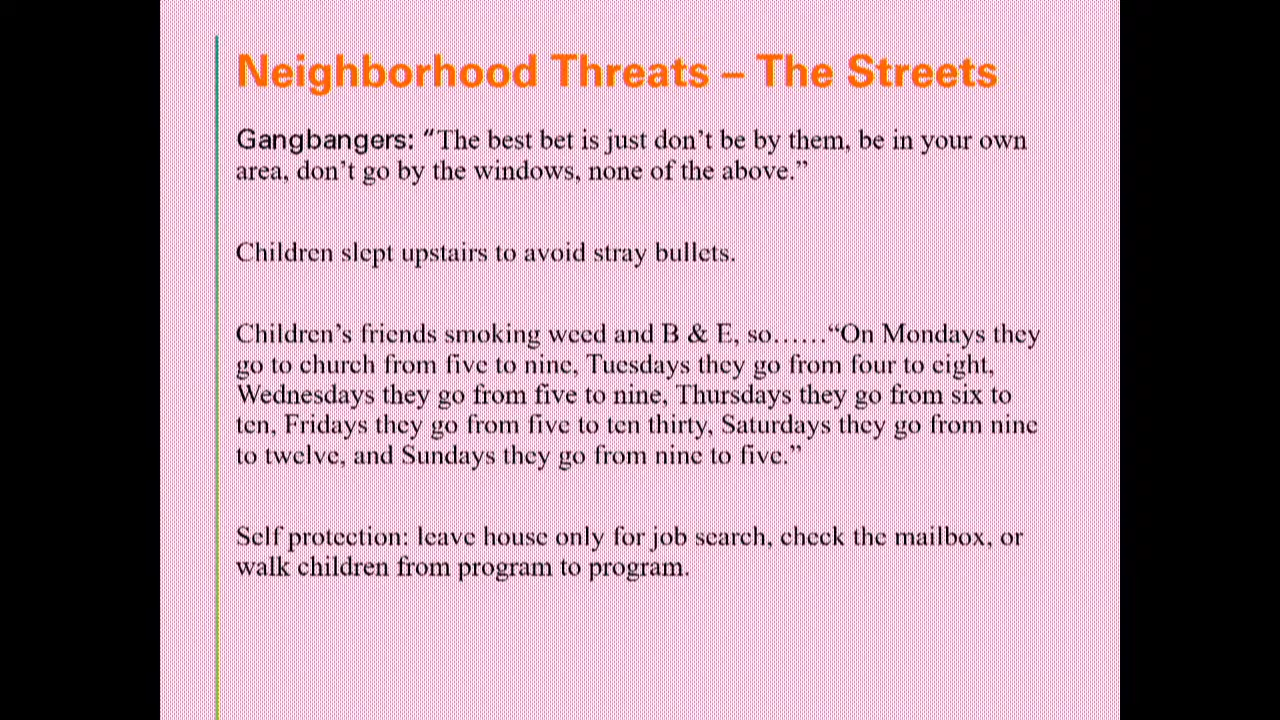 Neighborhood Threats – The Streets
Gangbangers: “The best bet is just don’t be by them, be in your own
area, don’t go by the windows, none of the above.”
Children slept upstairs to avoid stray bullets.
Children’s friends smoking weed and B & E, so……“On Mondays they
go to church from five to nine, Tuesdays they go from four to eight,
Wednesdays they go from five to nine, Thursdays they go from six to
ten, Fridays they go from five to ten thirty, Saturdays they go from nine
to twelve, and Sundays they go from nine to five.”
Self protection: leave house only for job search, check the mailbox, or
walk children from program to program.